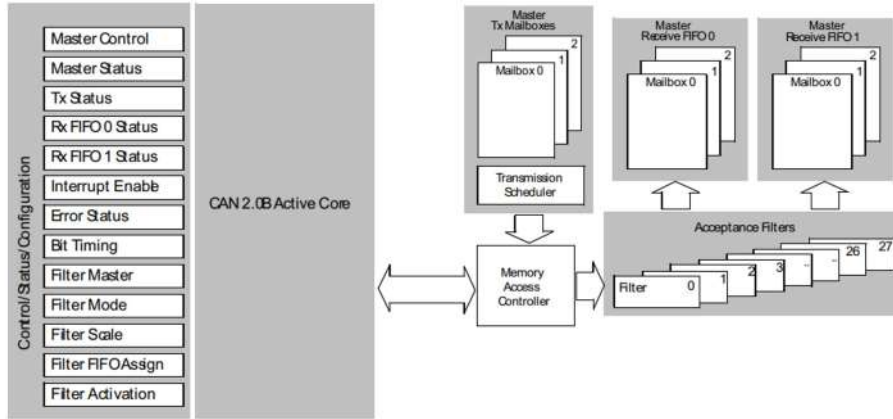 Control/Status/Configuration
Master Control
Master Status
Tx Status
Rx FIFO 0 Status
Rx FIFO 1 Status
Interrupt Enable
Error Status
Bit Timing
Filter Master
Filter Mode
Filter Scale
Filter FIFO Assign
Filter Activation
CAN 2.0B Active Core
Master
Tx Mailboxes
2
1
Mailbox 0
Transmission
Scheduler
Memory
Access
Controller
Master
Receive FIFO 0
2
1
Mailbox 0
Master
Receive FIFO 1
2
1
Mailbox 0
Acceptance Filters
Filter 0
1
2
3
..
..
26
27